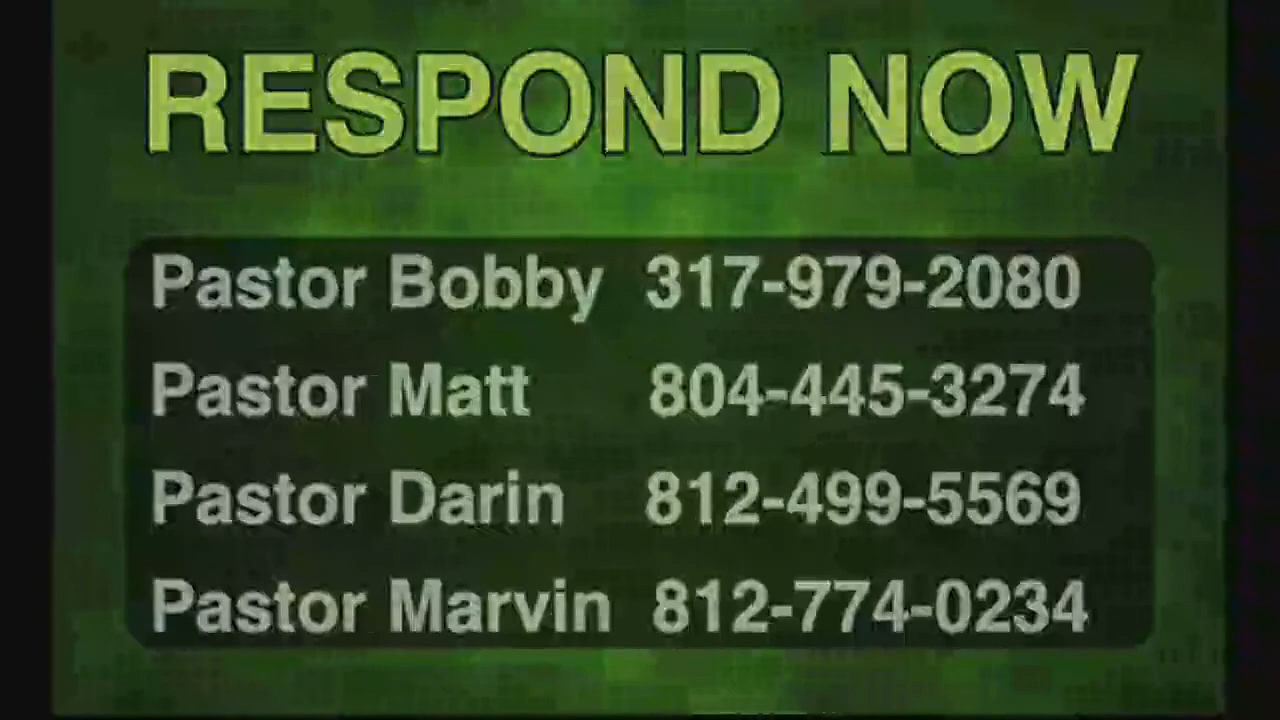 RESPOND NOW
Pastor Bobby 317-979-2080
Pastor Matt 804-445-3274
Pastor Darin 812-499-5569
Pastor Marvin 812-774-0234